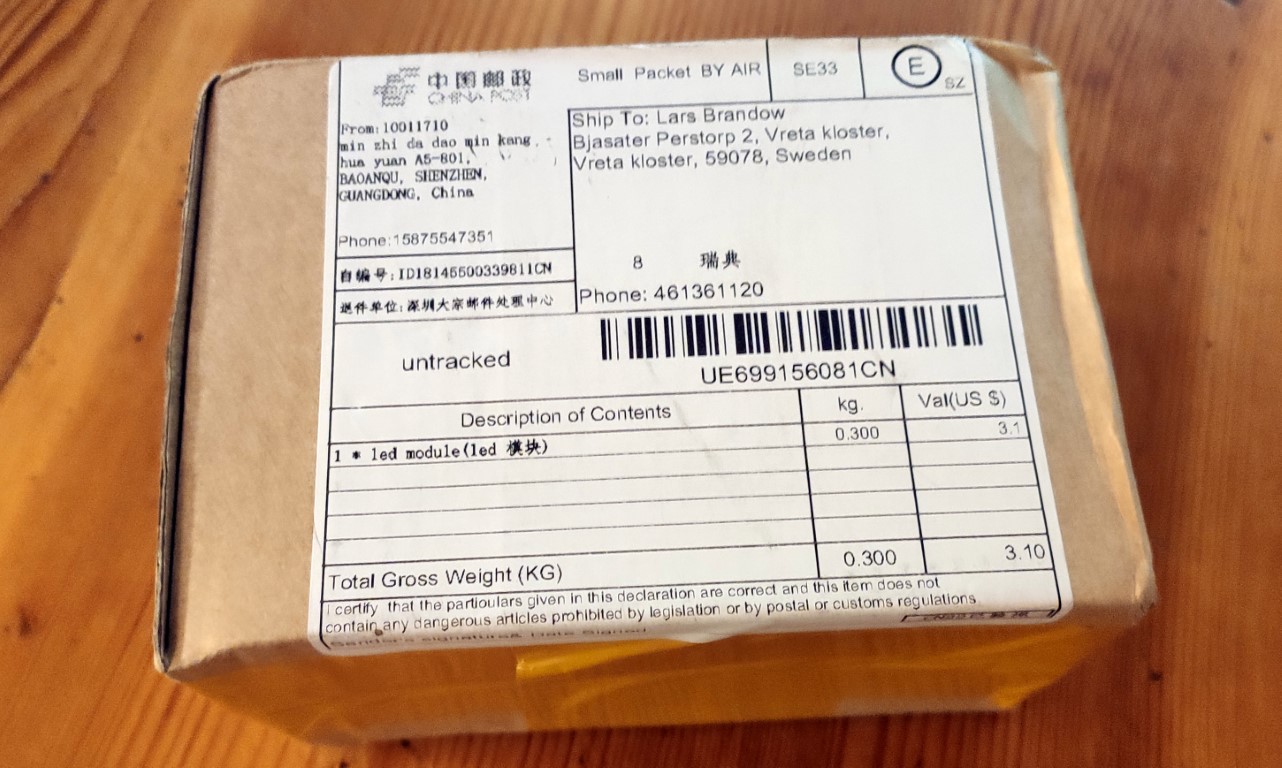 中国邮政
CHINA POST
Small Packet BY AIR
SE33
E
SZ
From:10011710
min zhi da dao min kang
hua yuan A5-801,
BAOANQU, SHENZHEN,
GUANGDONG, China
Phone:15875547351
自编号:ID18146500339811CN
退件单位:深圳大宗邮件处理中心
Ship To: Lars Brandow
Bjasater Perstorp 2, Vreta kloster,
Vreta kloster, 59078, Sweden
8 瑞典
Phone: 461361120
untracked
UE699156081CN
Description of Contents kg. Val(US $)
1 * led module(led 模块) 0.300 3.1
Total Gross Weight (KG) 0.300 3.10
I certify that the particulars given in this declaration are correct and this item does not
contain any dangerous articles prohibited by legislation or by postal or customs regulations
Sender's signature& Date Signed